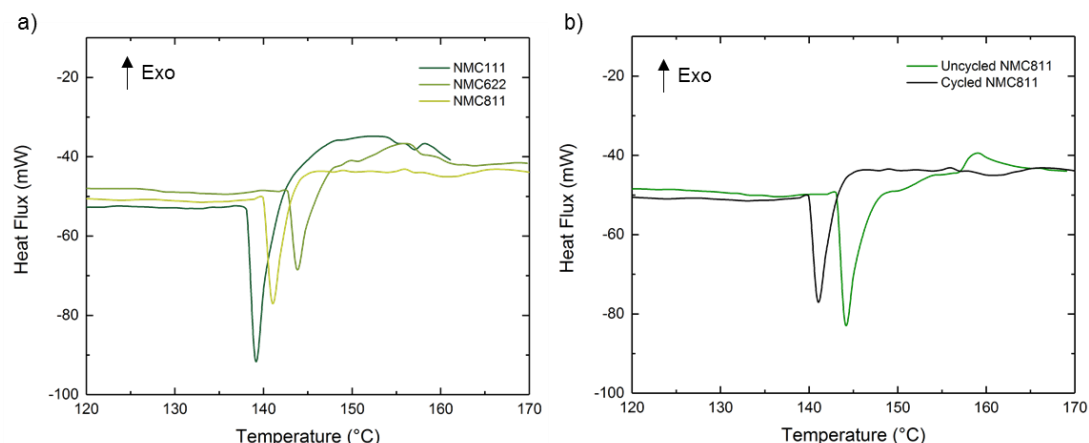 a)
Exo
NMC111
NMC622
NMC811
-20
-40
-60
-80
-100
Heat Flux (mW)
120
130
140
150
160
170
Temperature (°C)
b)
Exo
Uncycled NMC811
Cycled NMC811
-20
-40
-60
-80
-100
Heat Flux (mW)
120
130
140
150
160
170
Temperature (°C)